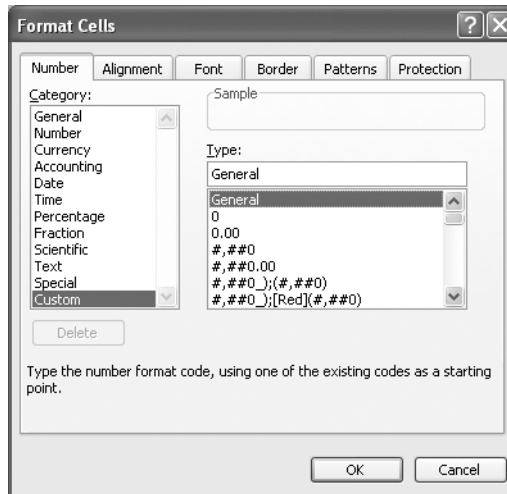 Format Cells
Number Alignment Font Border Patterns Protection
Category:
General
Number
Currency
Accounting
Date
Time
Percentage
Fraction
Scientific
Text
Special
Custom
Sample
Type:
General
General
0
0.00
#,##0
#,##0.00
#,##0_);(#,##0)
#,##0_);[Red](#,##0)
Delete
Type the number format code, using one of the existing codes as a starting
point.
OK Cancel